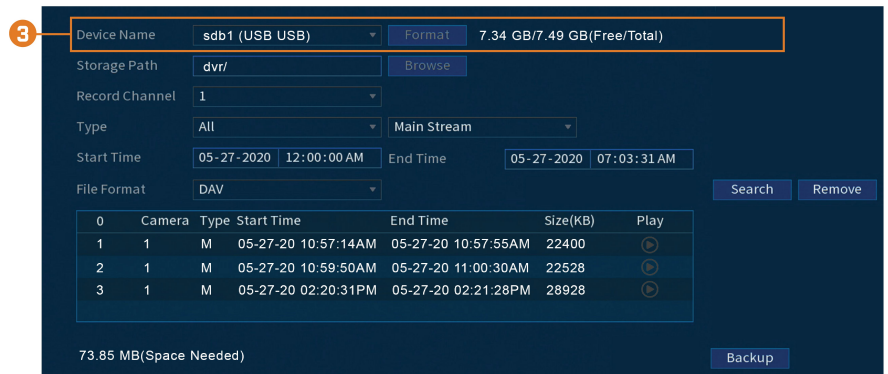 3 Device Name sdb1 (USB USB) Format 7.34 GB/7.49 GB(Free/Total)
Storage Path dvr/ Browse
Record Channel 1
Type All Main Stream
Start Time 05-27-2020 12:00:00 AM End Time 05-27-2020 07:03:31 AM
File Format DAV Search Remove
0 Camera Type Start Time End Time Size(KB) Play
1 1 M 05-27-20 10:57:14AM 05-27-20 10:57:55AM 22400
2 1 M 05-27-20 10:59:50AM 05-27-20 11:00:30AM 22528
3 1 M 05-27-20 02:20:31PM 05-27-20 02:21:28PM 28928
73.85 MB(Space Needed) Backup